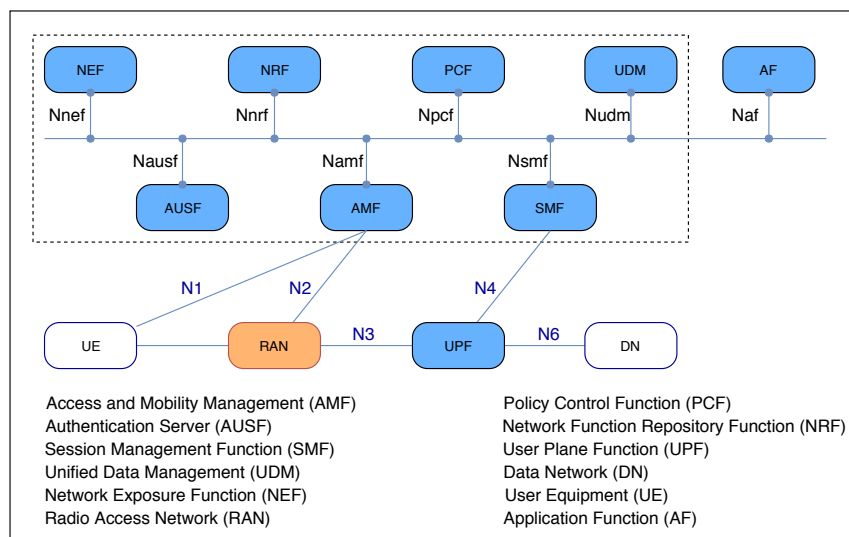 NEF NRF PCF UDM AF
Nnef Nnrf Npcf Nudm Naf
Nausf Namf Nsmf
AUSF AMF SMF
N1 N2 N4
UE RAN N3 UPF N6 DN
Access and Mobility Management (AMF)
Authentication Server (AUSF)
Session Management Function (SMF)
Unified Data Management (UDM)
Network Exposure Function (NEF)
Radio Access Network (RAN)
Policy Control Function (PCF)
Network Function Repository Function (NRF)
User Plane Function (UPF)
Data Network (DN)
User Equipment (UE)
Application Function (AF)